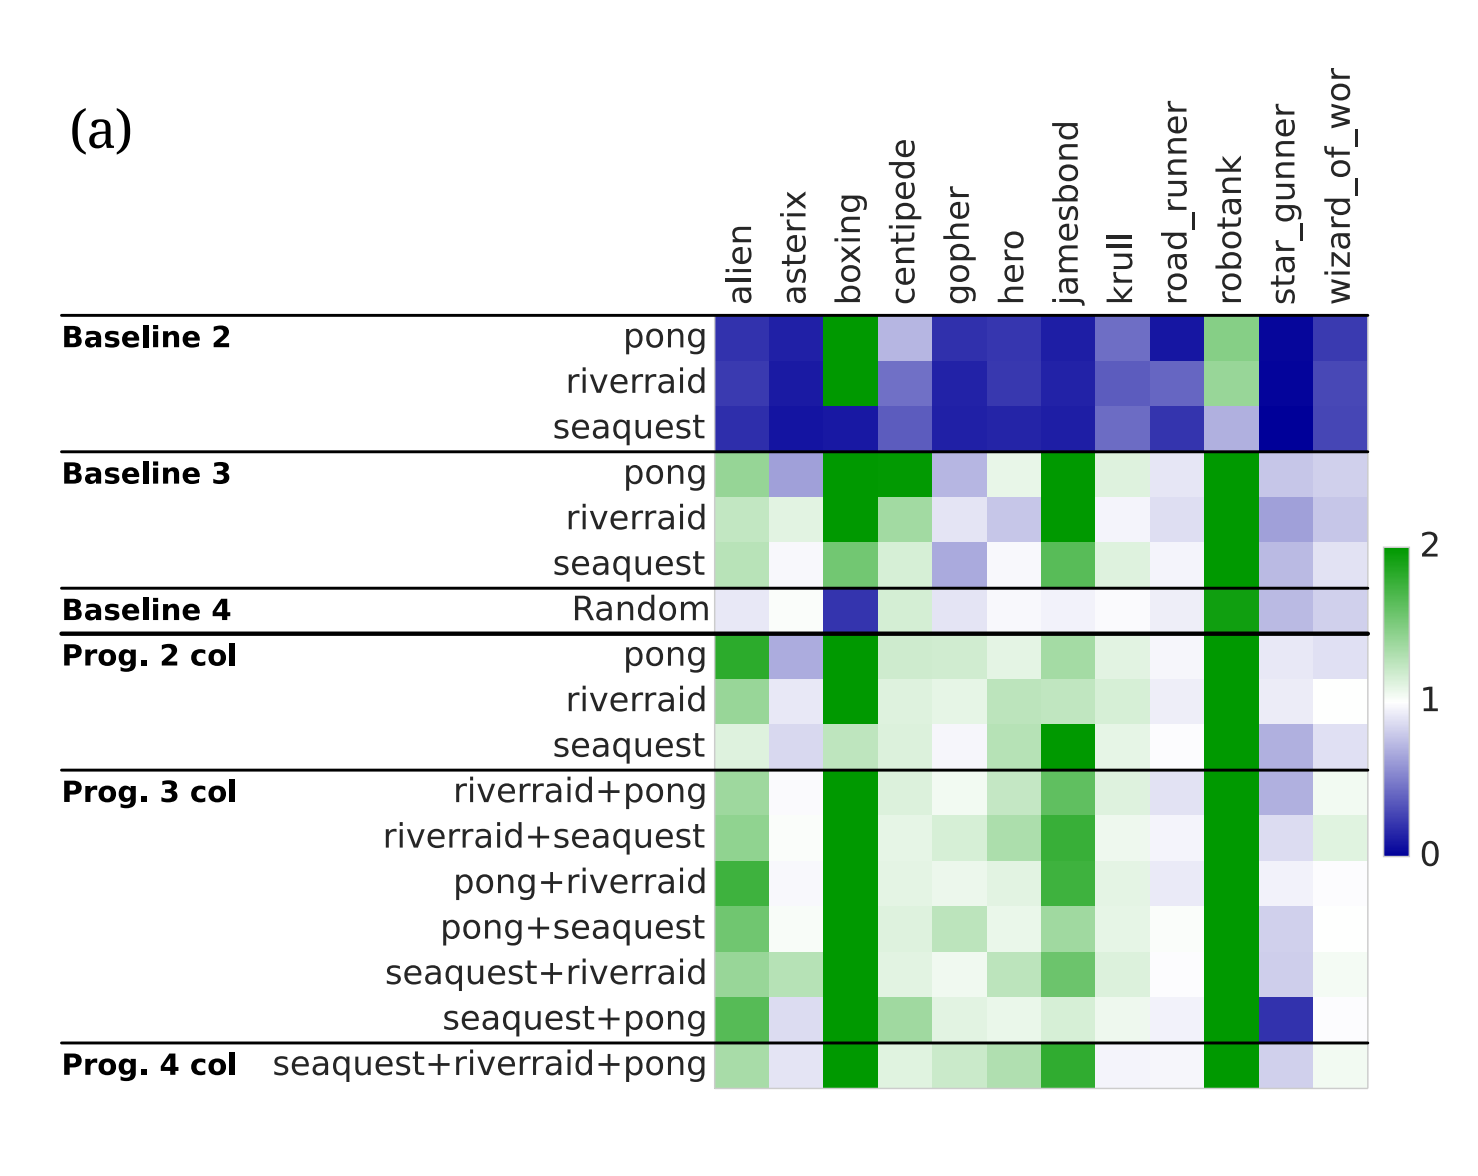 (a)
alien
asterix
boxing
centipede
gopher
hero
jamesbond
krull
road_runner
robotank
star_gunner
wizard_of_wor
Baseline 2 pong
riverraid
seaquest
Baseline 3 pong
riverraid
seaquest
Baseline 4 Random
Prog. 2 col pong
riverraid
seaquest
Prog. 3 col riverraid+pong
riverraid+seaquest
pong+riverraid
pong+seaquest
seaquest+riverraid
seaquest+pong
Prog. 4 col seaquest+riverraid+pong
2
1
0